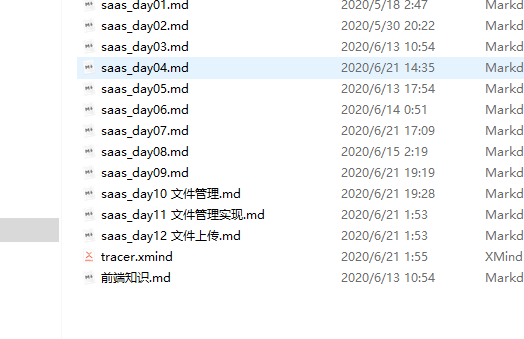 saas_day01.md 2020/5/18 2:47 Markd
saas_day02.md 2020/5/30 20:22 Markd
saas_day03.md 2020/6/13 10:54 Markd
saas_day04.md 2020/6/21 14:35 Markd
saas_day05.md 2020/6/13 17:54 Markd
saas_day06.md 2020/6/14 0:51 Markd
saas_day07.md 2020/6/21 17:09 Markd
saas_day08.md 2020/6/15 2:19 Markd
saas_day09.md 2020/6/21 19:19 Markd
saas_day10 文件管理.md 2020/6/21 19:28 Markd
saas_day11 文件管理实现.md 2020/6/21 1:53 Markd
saas_day12 文件上传.md 2020/6/21 1:53 Markd
tracer.xmind 2020/6/21 1:55 XMind
前端知识.md 2020/6/13 10:54 Markd